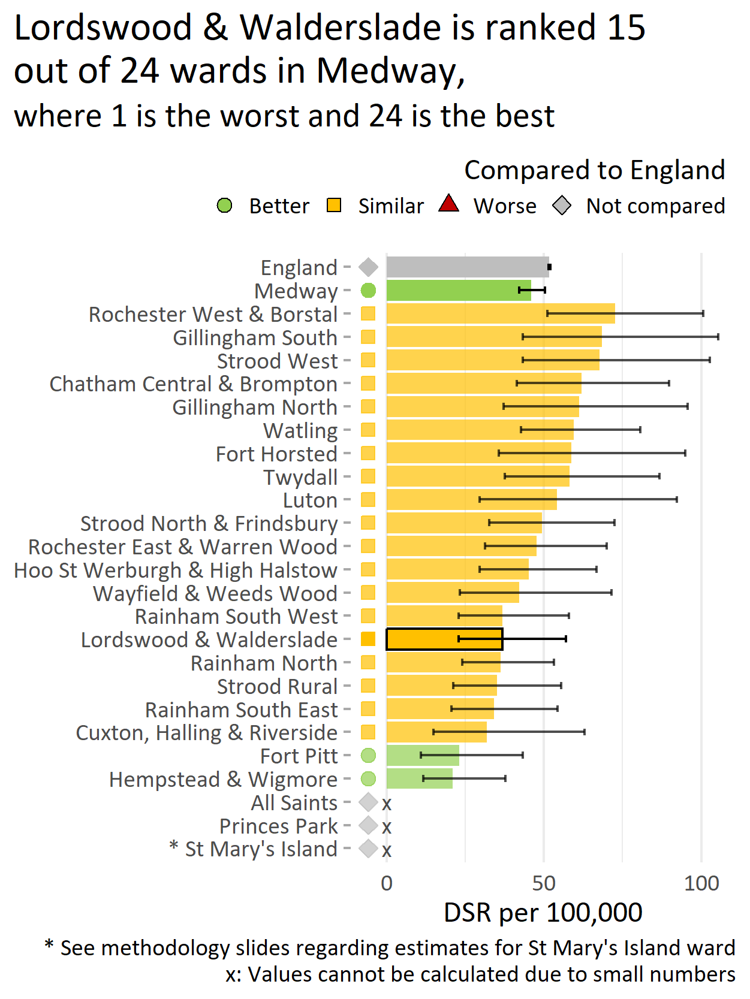 Lordswood & Walderslade is ranked 15
out of 24 wards in Medway,
where 1 is the worst and 24 is the best
Compared to England
Better Similar Worse Not compared
England
Medway
Rochester West & Borstal
Gillingham South
Strood West
Chatham Central & Brompton
Gillingham North
Watling
Fort Horsted
Twydall
Luton
Strood North & Frindsbury
Rochester East & Warren Wood
Hoo St Werburgh & High Halstow
Wayfield & Weeds Wood
Rainham South West
Lordswood & Walderslade
Rainham North
Strood Rural
Rainham South East
Cuxton, Halling & Riverside
Fort Pitt
Hempstead & Wigmore
All Saints x
Princes Park x
* St Mary's Island x
0 50 100
DSR per 100,000
* See methodology slides regarding estimates for St Mary's Island ward
x: Values cannot be calculated due to small numbers